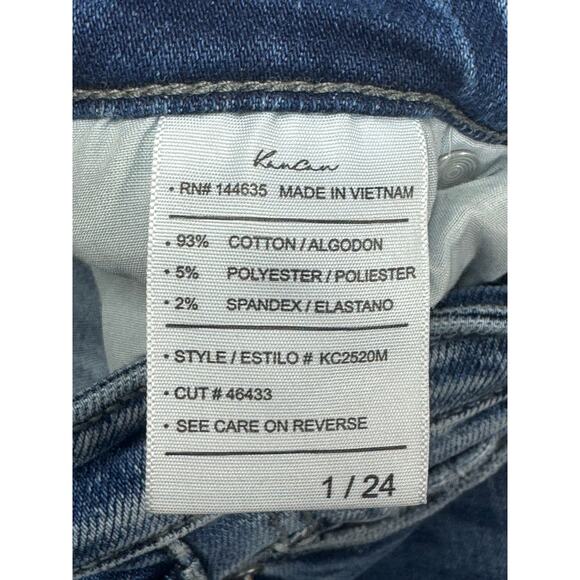 KanCan
• RN# 144635 MADE IN VIETNAM
• 93% COTTON / ALGODON
• 5% POLYESTER / POLIESTER
• 2% SPANDEX / ELASTANO
• STYLE / ESTILO # KC2520M
• CUT # 46433
• SEE CARE ON REVERSE
1 / 24